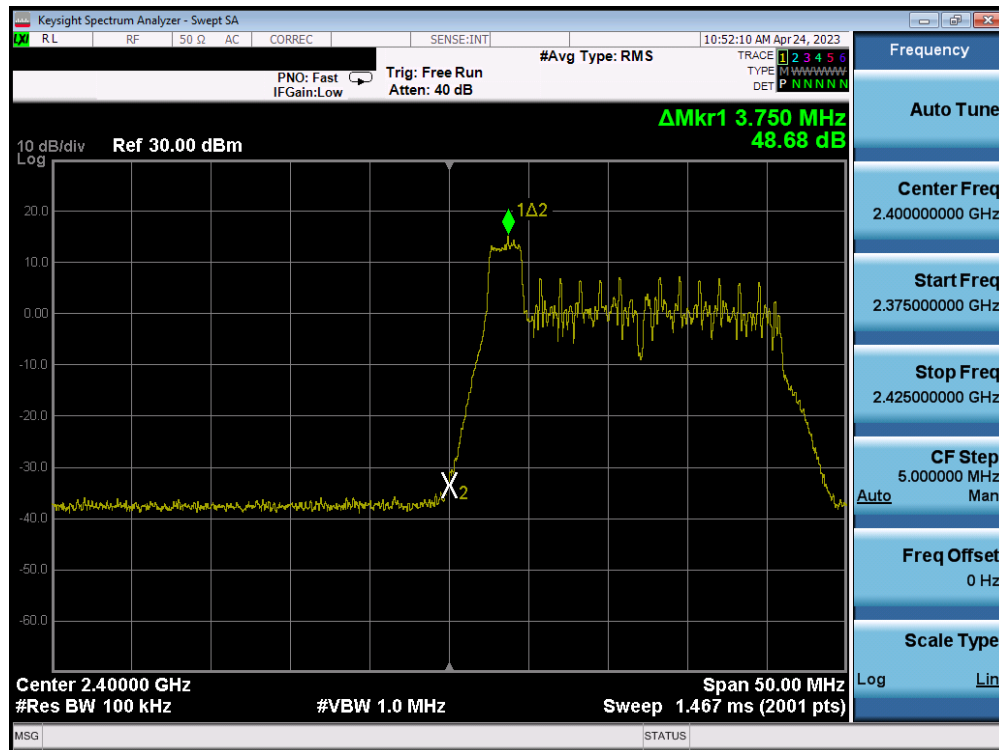 Keysight Spectrum Analyzer - Swept SA
LXI RL RF 50 Ω AC CORREC SENSE:INT 10:52:10 AM Apr 24, 2023
#Avg Type: RMS
TRACE 1 2 3 4 5 6
PNO: Fast
IFGain:Low
Trig: Free Run
Atten: 40 dB
TYPE M WWWWW
DET P N N N N N
ΔMkr1 3.750 MHz
48.68 dB
10 dB/div
Log
Ref 30.00 dBm
20.0
10.0
0.00
-10.0
-20.0
-30.0
-40.0
-50.0
-60.0
1Δ2
2
Center 2.40000 GHz
Span 50.00 MHz
#Res BW 100 kHz
#VBW 1.0 MHz
Sweep 1.467 ms (2001 pts)
MSG
STATUS
Frequency
Auto Tune
Center Freq
2.400000000 GHz
Start Freq
2.375000000 GHz
Stop Freq
2.425000000 GHz
CF Step
5.000000 MHz
Auto Man
Freq Offset
0 Hz
Scale Type
Log Lin